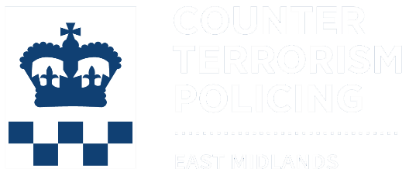 COUNTER
TERRORISM
POLICING
EAST MIDLANDS